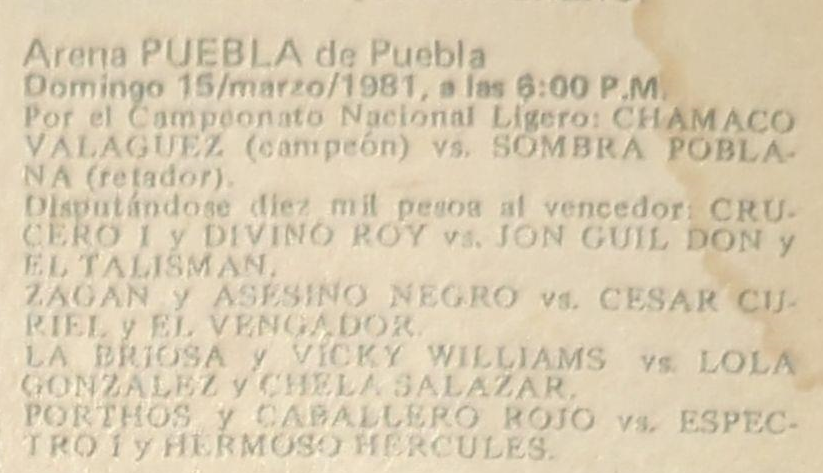 Arena PUEBLA de Puebla
Domingo 15/marzo/1981, a las 6:00 P.M.
Por el Campeonato Nacional Ligero: CHAMACO
VALAGUEZ (campeón) vs. SOMBRA POBLA-
NA (retador).
Disputándose diez mil pesos al vencedor: CRU-
CERO I y DIVINO ROY vs. JON GUIL DON y
EL TALISMAN.
ZAGAN y ASESINO NEGRO vs. CESAR CU-
RIEL y EL VENGADOR.
LA BRIOSA y VICKY WILLIAMS vs. LOLA
GONZALEZ y CHELA SALAZAR.
PORTHOS y CABALLERO ROJO vs. ESPEC-
TRO I y HERMOSO HERCULES.